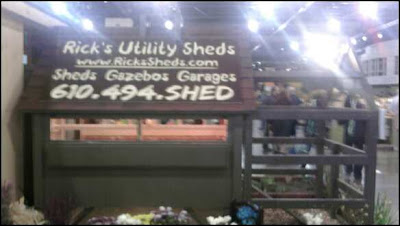 Rick's Utility Sheds
www.RicksSheds.com
Sheds Gazebos Garages
610.494.SHED